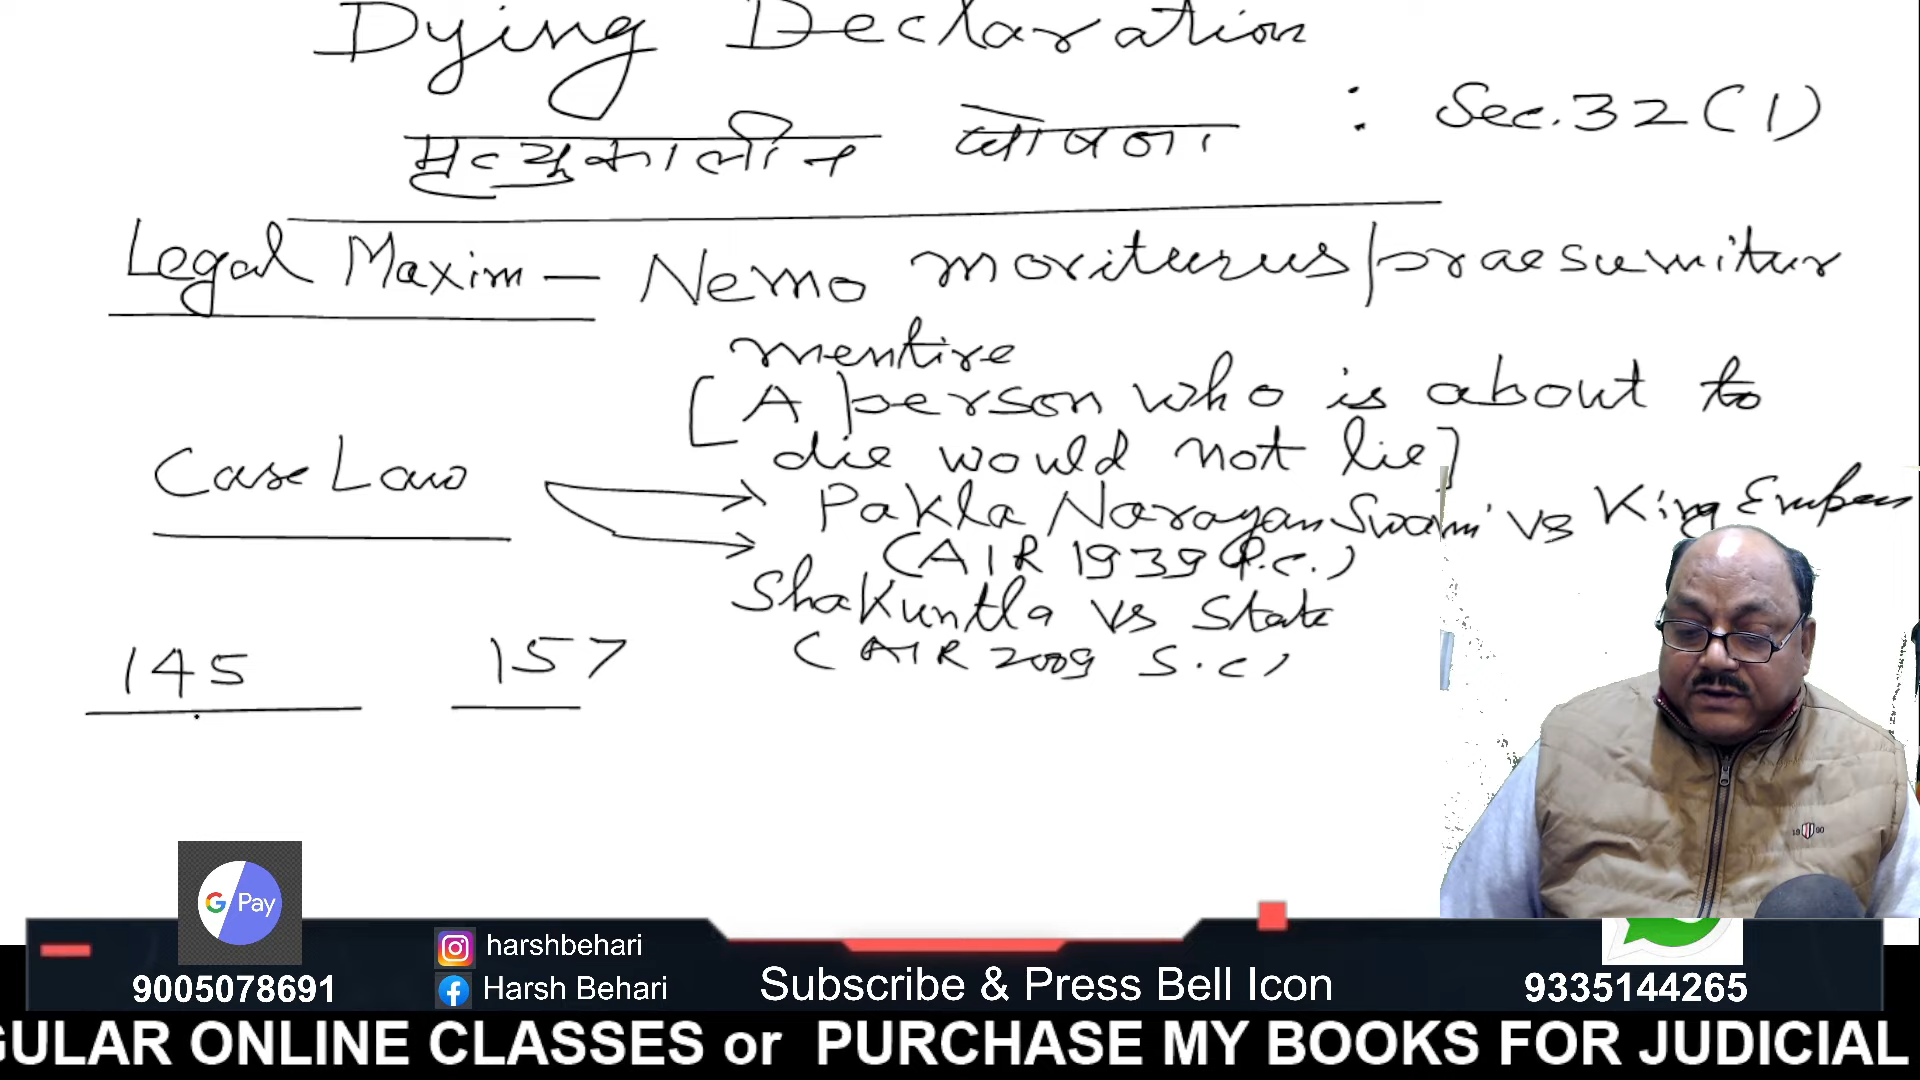 Dying Declaration
मृत्युकालीन घोषणा : Sec. 32 (1)
Legal Maxim — Nemo moriturus praesumitur
mentire
[A person who is about to
die would not lie]
Case Law
Pakla Narayan Swami vs King
(AIR 1939 P.C.)
Shakuntla vs State
(AIR 2009 S.C)
145 157
G Pay
9005078691
harshbehari
Harsh Behari
Subscribe & Press Bell Icon
9335144265
GULAR ONLINE CLASSES or PURCHASE MY BOOKS FOR JUDICIAL